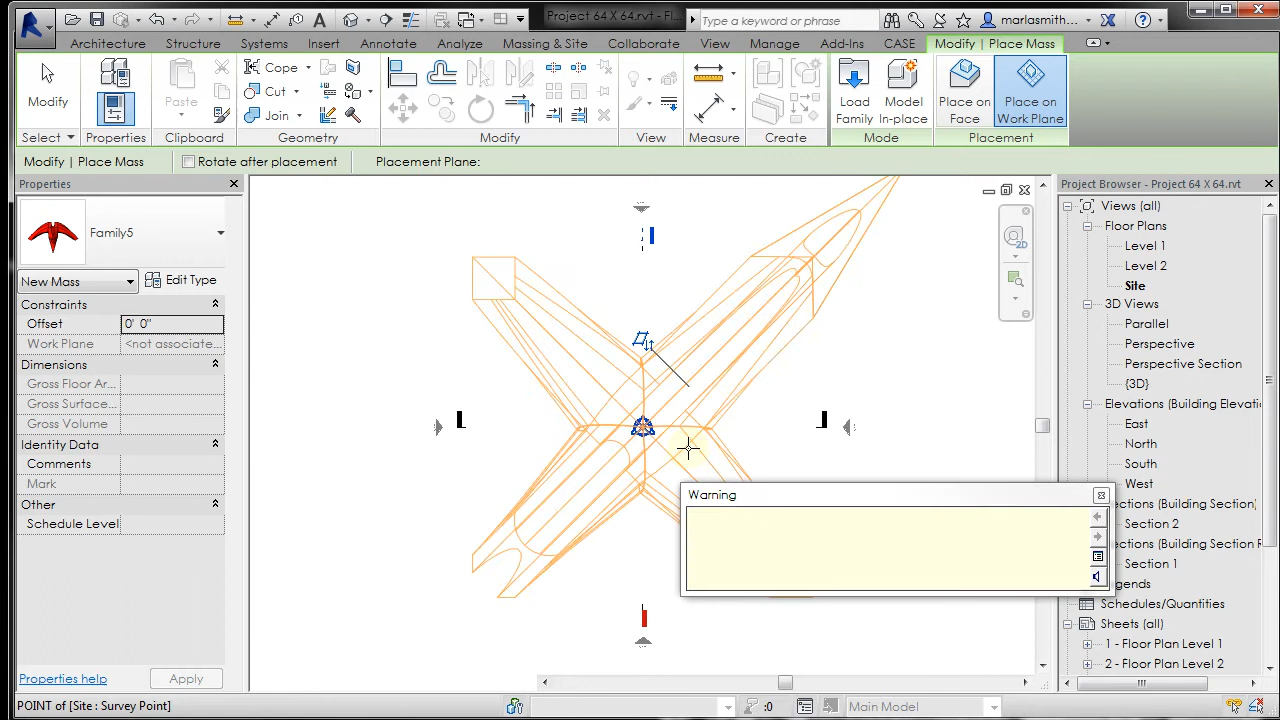 Project 64 X 64.rvt - Fl...
Type a keyword or phrase
marlasmith...
Architecture
Structure
Systems
Insert
Annotate
Analyze
Massing & Site
Collaborate
View
Manage
Add-Ins
CASE
Modify | Place Mass
Modify
Paste
Cope
Cut
Join
Load Family
Model In-place
Place on Face
Place on Work Plane
Select
Properties
Clipboard
Geometry
Modify
View
Measure
Create
Mode
Placement
Modify | Place Mass
Rotate after placement
Placement Plane:
Properties
Family5
New Mass
Edit Type
Constraints
Offset 0' 0"
Work Plane <not associate...
Dimensions
Gross Floor Ar...
Gross Surface...
Gross Volume
Identity Data
Comments
Mark
Other
Schedule Level
Properties help
Apply
Warning
Project Browser - Project 64 X 64.rvt
Views (all)
Floor Plans
Level 1
Level 2
Site
3D Views
Parallel
Perspective
Perspective Section
{3D}
Elevations (Building Elevatio
East
North
South
West
ections (Building Section)
Section 2
ections (Building Section F
Section 1
egends
Schedules/Quantities
Sheets (all)
1 - Floor Plan Level 1
2 - Floor Plan Level 2
POINT of [Site : Survey Point]
:0
Main Model